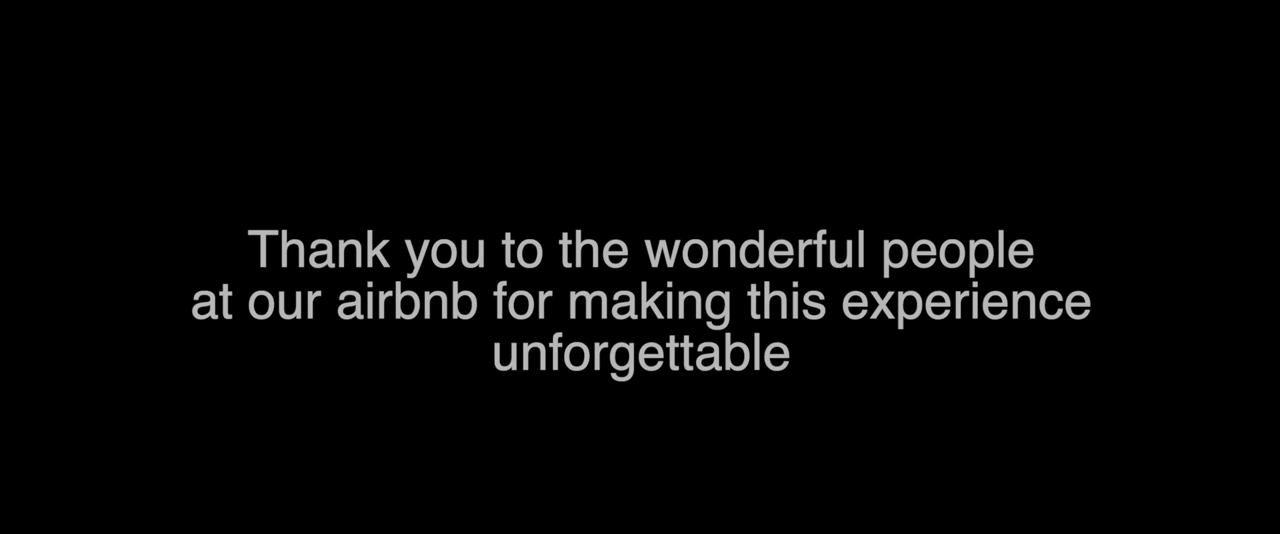 Thank you to the wonderful people
at our airbnb for making this experience
unforgettable